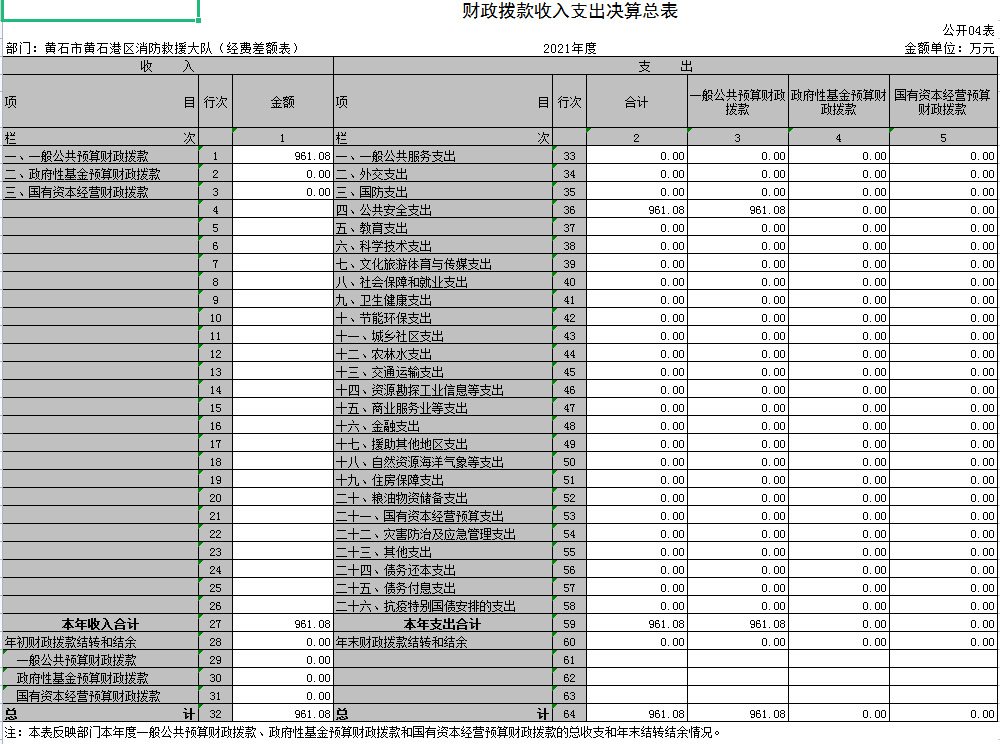 财政拨款收入支出决算总表
公开04表
部门：黄石市黄石港区消防救援大队（经费差额表） 2021年度 金额单位：万元
收 入 支 出
项 目 行次 金额 项 目 行次 合计 一般公共预算财政拨款 政府性基金预算财政拨款 国有资本经营预算财政拨款
栏 次 1 栏 次 2 3 4 5
一、一般公共预算财政拨款 1 961.08 一、一般公共服务支出 33 0.00 0.00 0.00 0.00
二、政府性基金预算财政拨款 2 0.00 二、外交支出 34 0.00 0.00 0.00 0.00
三、国有资本经营财政拨款 3 0.00 三、国防支出 35 0.00 0.00 0.00 0.00
4 四、公共安全支出 36 961.08 961.08 0.00 0.00
5 五、教育支出 37 0.00 0.00 0.00 0.00
6 六、科学技术支出 38 0.00 0.00 0.00 0.00
7 七、文化旅游体育与传媒支出 39 0.00 0.00 0.00 0.00
8 八、社会保障和就业支出 40 0.00 0.00 0.00 0.00
9 九、卫生健康支出 41 0.00 0.00 0.00 0.00
10 十、节能环保支出 42 0.00 0.00 0.00 0.00
11 十一、城乡社区支出 43 0.00 0.00 0.00 0.00
12 十二、农林水支出 44 0.00 0.00 0.00 0.00
13 十三、交通运输支出 45 0.00 0.00 0.00 0.00
14 十四、资源勘探工业信息等支出 46 0.00 0.00 0.00 0.00
15 十五、商业服务业等支出 47 0.00 0.00 0.00 0.00
16 十六、金融支出 48 0.00 0.00 0.00 0.00
17 十七、援助其他地区支出 49 0.00 0.00 0.00 0.00
18 十八、自然资源海洋气象等支出 50 0.00 0.00 0.00 0.00
19 十九、住房保障支出 51 0.00 0.00 0.00 0.00
20 二十、粮油物资储备支出 52 0.00 0.00 0.00 0.00
21 二十一、国有资本经营预算支出 53 0.00 0.00 0.00 0.00
22 二十二、灾害防治及应急管理支出 54 0.00 0.00 0.00 0.00
23 二十三、其他支出 55 0.00 0.00 0.00 0.00
24 二十四、债务还本支出 56 0.00 0.00 0.00 0.00
25 二十五、债务付息支出 57 0.00 0.00 0.00 0.00
26 二十六、抗疫特别国债安排的支出 58 0.00 0.00 0.00 0.00
本年收入合计 27 961.08 本年支出合计 59 961.08 961.08 0.00 0.00
年初财政拨款结转和结余 28 0.00 年末财政拨款结转和结余 60 0.00 0.00 0.00 0.00
一般公共预算财政拨款 29 0.00 61
政府性基金预算财政拨款 30 0.00 62
国有资本经营预算财政拨款 31 0.00 63
总 计 32 961.08 总 计 64 961.08 961.08 0.00 0.00
注：本表反映部门本年度一般公共预算财政拨款、政府性基金预算财政拨款和国有资本经营预算财政拨款的总收支和年末结转结余情况。